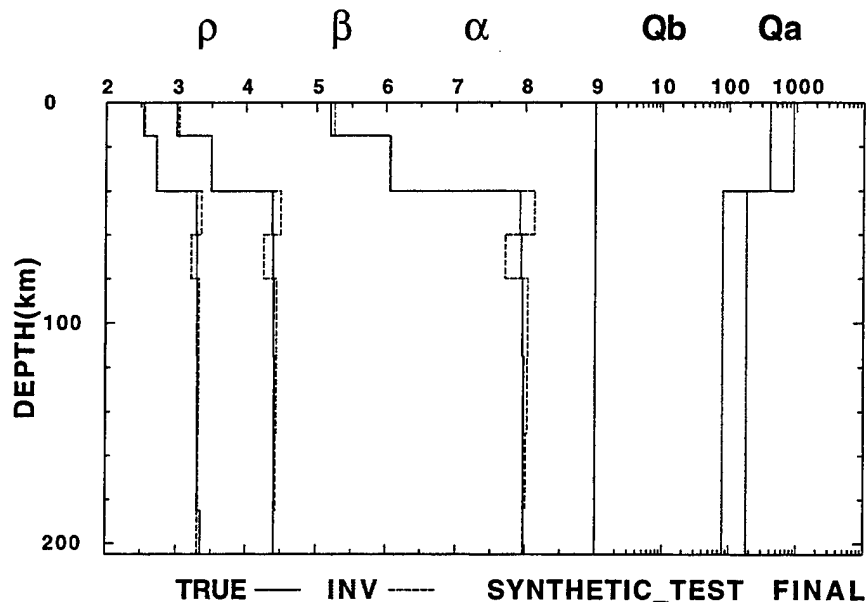 ρ β α Qb Qa
2 3 4 5 6 7 8 9 10 100 1000
0
100
200
DEPTH(km)
TRUE INV SYNTHETIC_TEST FINAL